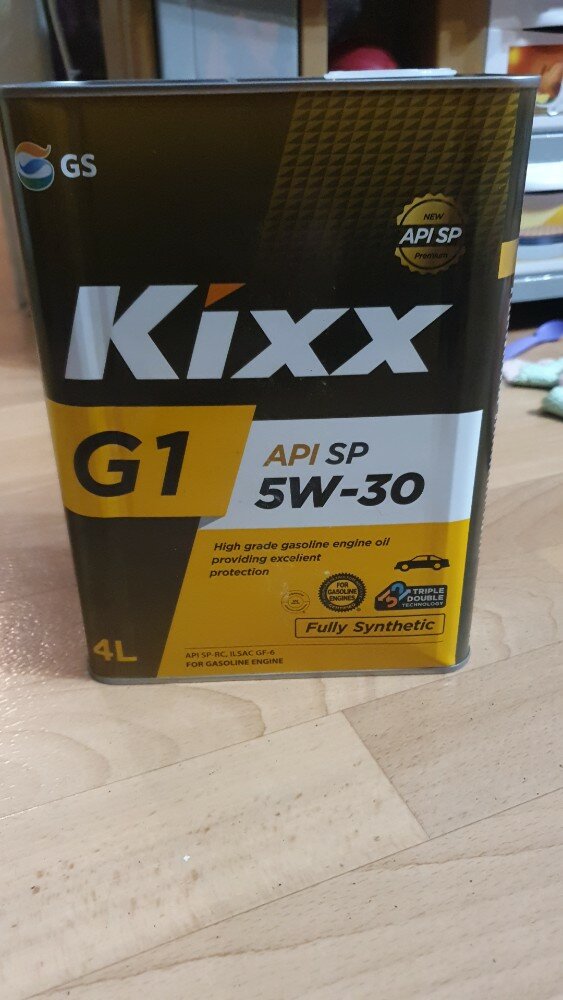 GS
NEW
API SP
Premium
Kixx
G1
API SP
5W-30
High grade gasoline engine oil
providing excellent
protection
FOR
GASOLINE
ENGINES
TRIPLE
DOUBLE
TECHNOLOGY
Fully Synthetic
4L
API SP-RC, ILSAC GF-6
FOR GASOLINE ENGINE